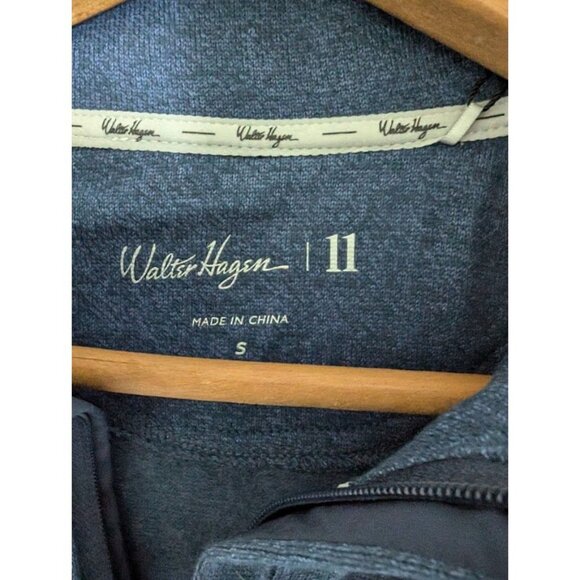 Walter Hagen — Walter Hagen — Walter Hagen
Walter Hagen | 11
MADE IN CHINA
S